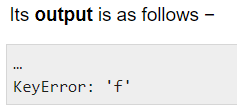 Its output is as follows −
…
KeyError: 'f'